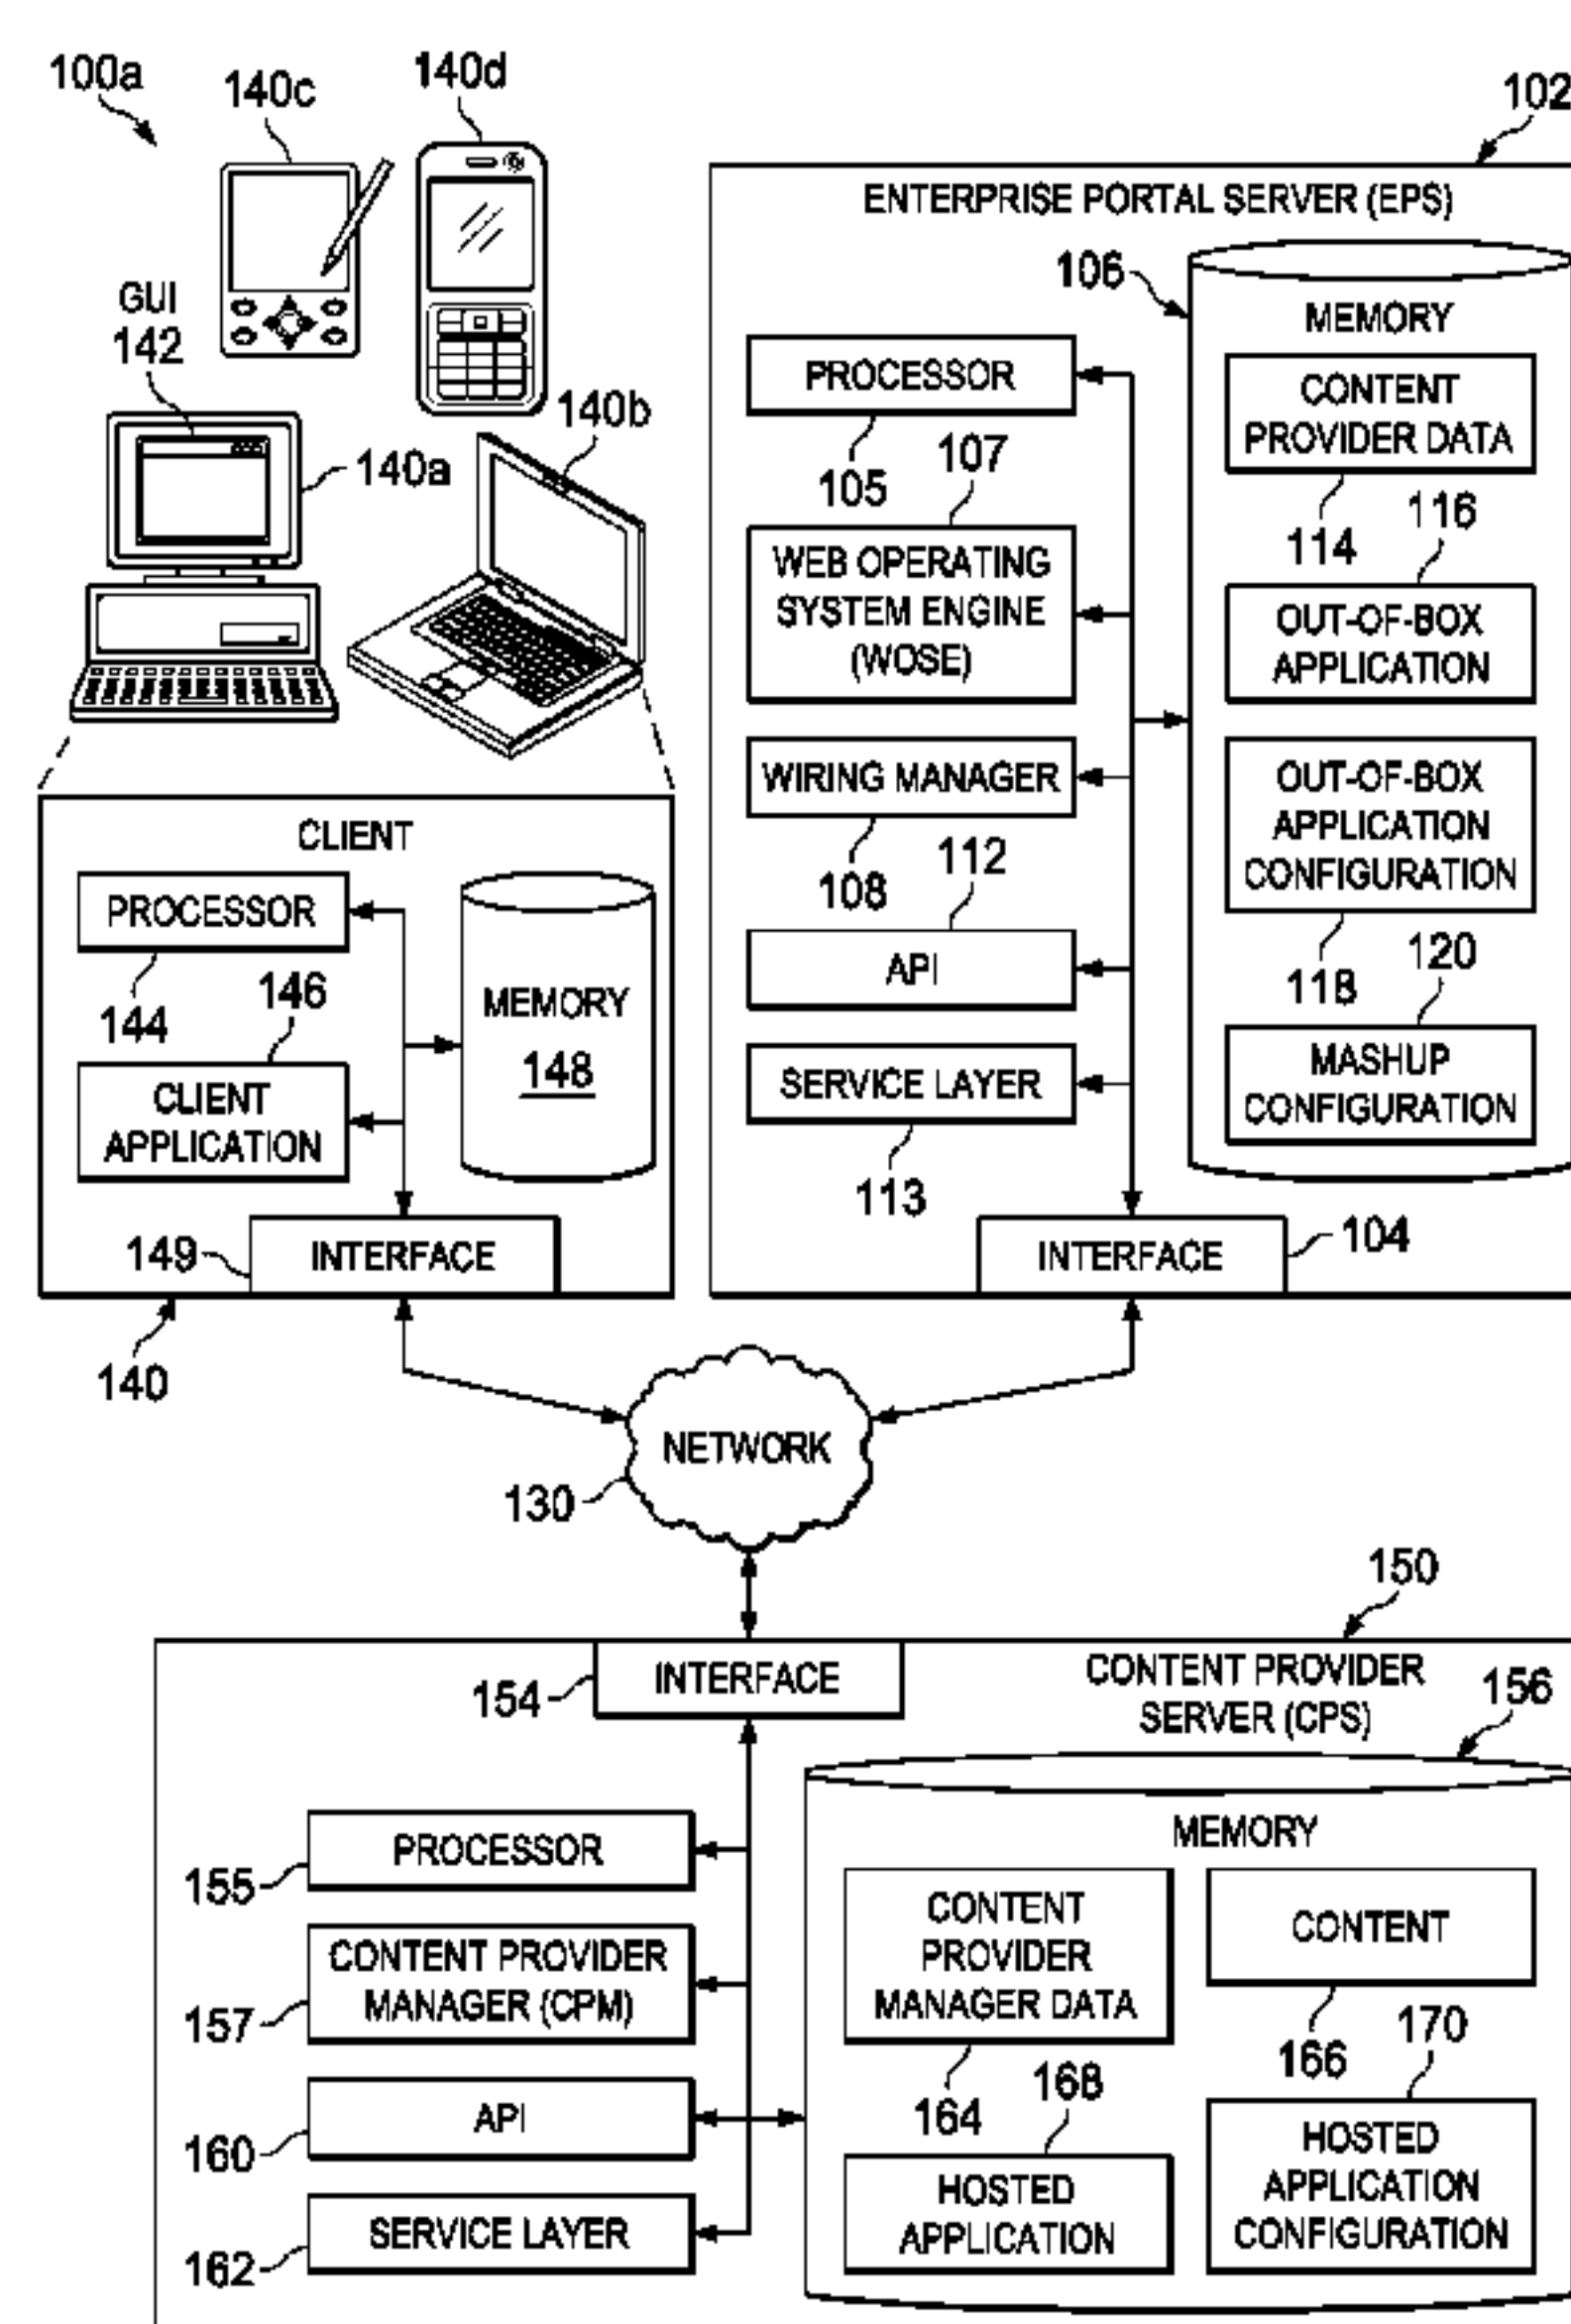 100a
140c
140d
GUI
142
140a
140b
CLIENT
PROCESSOR
144
146
CLIENT
APPLICATION
MEMORY
148
149
INTERFACE
140
102
ENTERPRISE PORTAL SERVER (EPS)
106
PROCESSOR
105
107
WEB OPERATING
SYSTEM ENGINE
(WOSE)
WIRING MANAGER
108
112
API
SERVICE LAYER
113
INTERFACE
104
MEMORY
CONTENT
PROVIDER DATA
114
116
OUT-OF-BOX
APPLICATION
OUT-OF-BOX
APPLICATION
CONFIGURATION
118
120
MASHUP
CONFIGURATION
NETWORK
130
150
154
INTERFACE
CONTENT PROVIDER
SERVER (CPS)
156
PROCESSOR
155
CONTENT PROVIDER
MANAGER (CPM)
157
API
160
SERVICE LAYER
162
MEMORY
CONTENT
PROVIDER
MANAGER DATA
164
CONTENT
166
168
HOSTED
APPLICATION
170
HOSTED
APPLICATION
CONFIGURATION